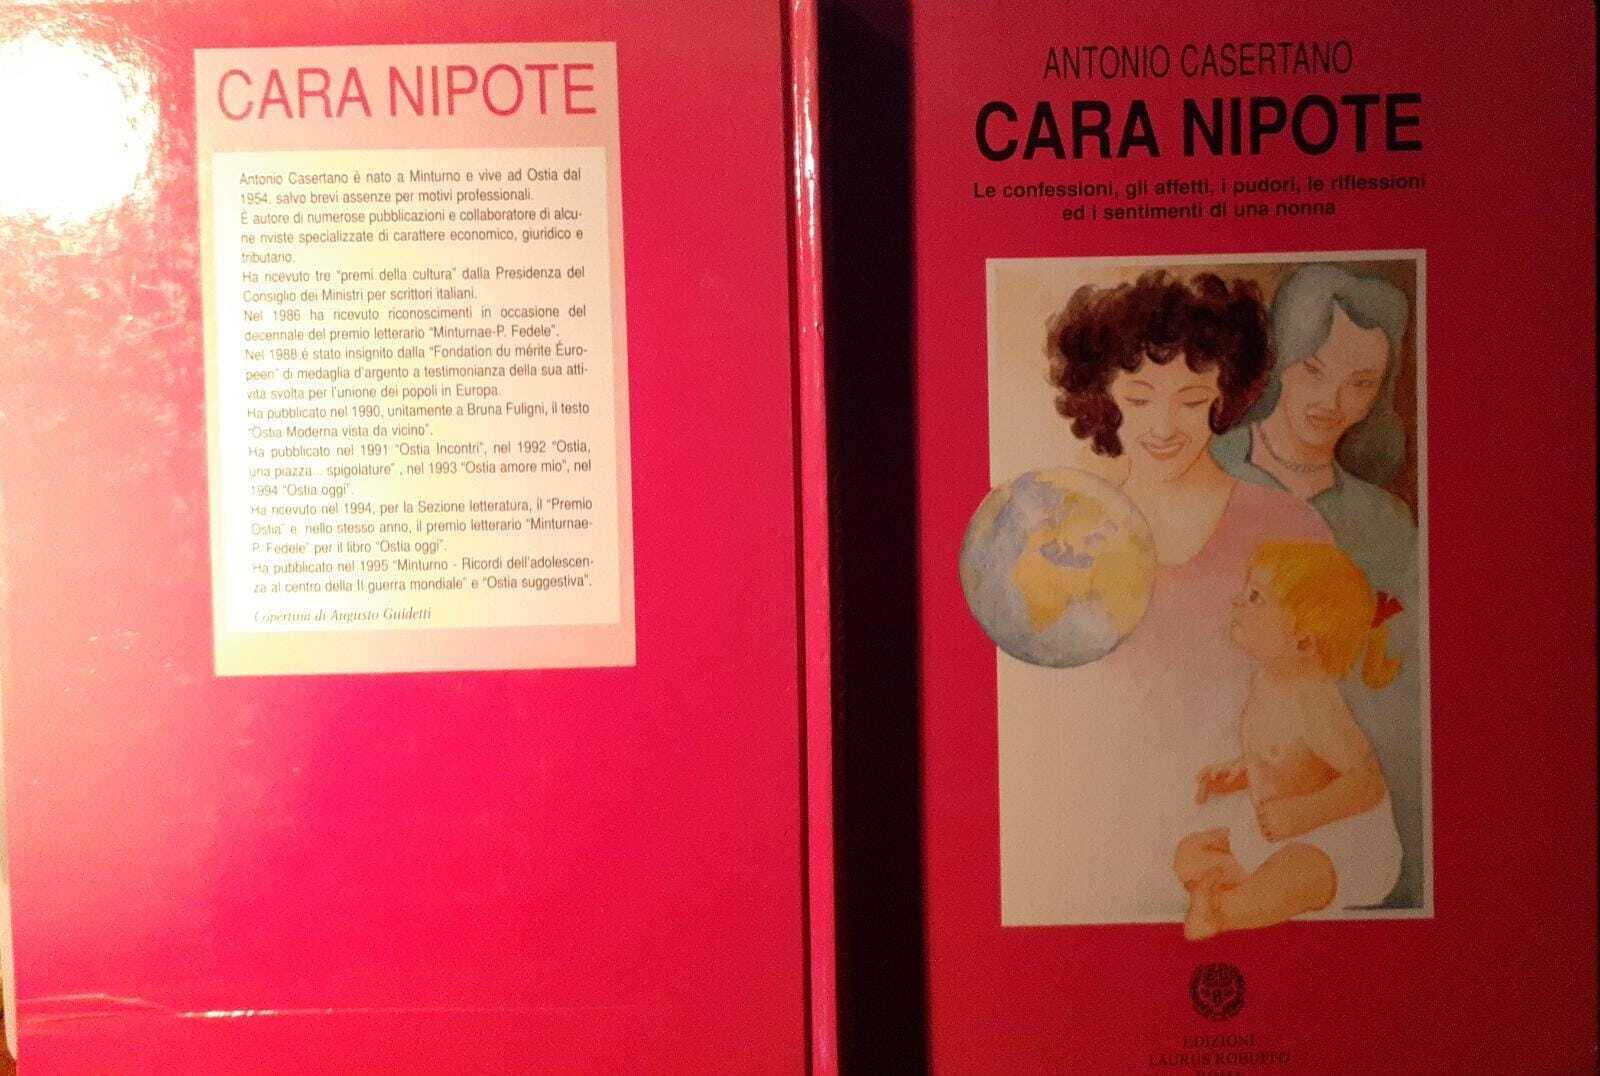 CARA NIPOTE
Antonio Casertano è nato a Minturno e vive ad Ostia dal
1954, salvo brevi assenze per motivi professionali.
È autore di numerose pubblicazioni e collaboratore di alcu-
ne riviste specializzate di carattere economico, giuridico e
tributario.
Ha ricevuto tre "premi della cultura" dalla Presidenza del
Consiglio dei Ministri per scrittori italiani.
Nel 1986 ha ricevuto riconoscimenti in occasione del
decennale del premio letterario "Minturnae-P. Fedele".
Nel 1988 è stato insignito dalla "Fondation du mérite Éuro-
peen" di medaglia d'argento a testimonianza della sua atti-
vità svolta per l'unione dei popoli in Europa.
Ha pubblicato nel 1990, unitamente a Bruna Fuligni, il testo
"Ostia Moderna vista da vicino".
Ha pubblicato nel 1991 "Ostia Incontri", nel 1992 "Ostia,
una piazza... spigolature" , nel 1993 "Ostia amore mio", nel
1994 "Ostia oggi".
Ha ricevuto nel 1994, per la Sezione letteratura, il "Premio
Ostia" e nello stesso anno, il premio letterario "Minturnae-
P. Fedele" per il libro "Ostia oggi".
Ha pubblicato nel 1995 "Minturno - Ricordi dell'adolescen-
za al centro della II guerra mondiale" e "Ostia suggestiva".
Copertina di Augusto Guidetti
ANTONIO CASERTANO
CARA NIPOTE
Le confessioni, gli affetti, i pudori, le riflessioni
ed i sentimenti di una nonna
EDIZIONI
LAURUS ROBUFFO
ROMA